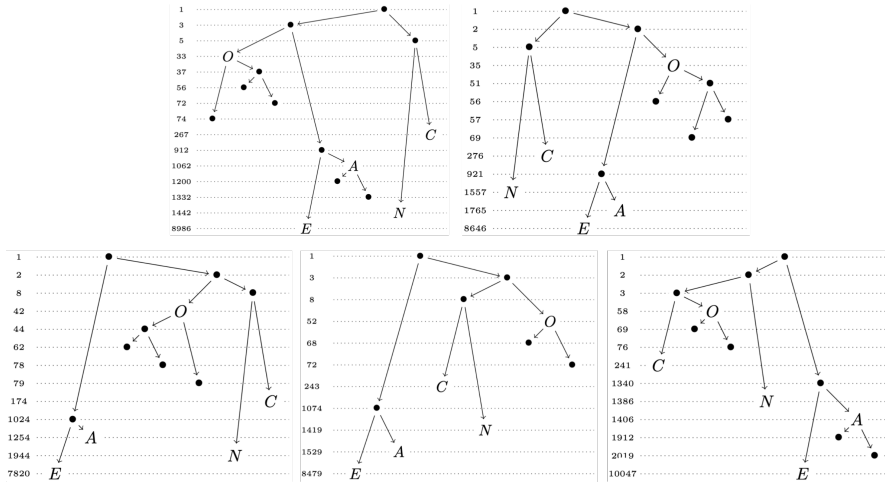 1
3
5
33 O
37
56
72
74
267 C
912
1062 A
1200
1332
1442 N
8986 E
1
2
5
35 O
51
56
57
69
276 C
921
1557 N
1765 A
8646 E
1
2
8
42 O
44
62
78
79
174 C
1024
1254 A
1944 N
7820 E
1
3
8
52 O
68
72
243 C
1074
1419 N
1529 A
8479 E
1
2
3
58 O
69
76
241 C
1340
1386 N
1406 A
1912
2019
10047 E